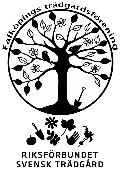 Falköpings trädgårdsförening
RIKSFÖRBUNDET
SVENSK TRÄDGÅRD